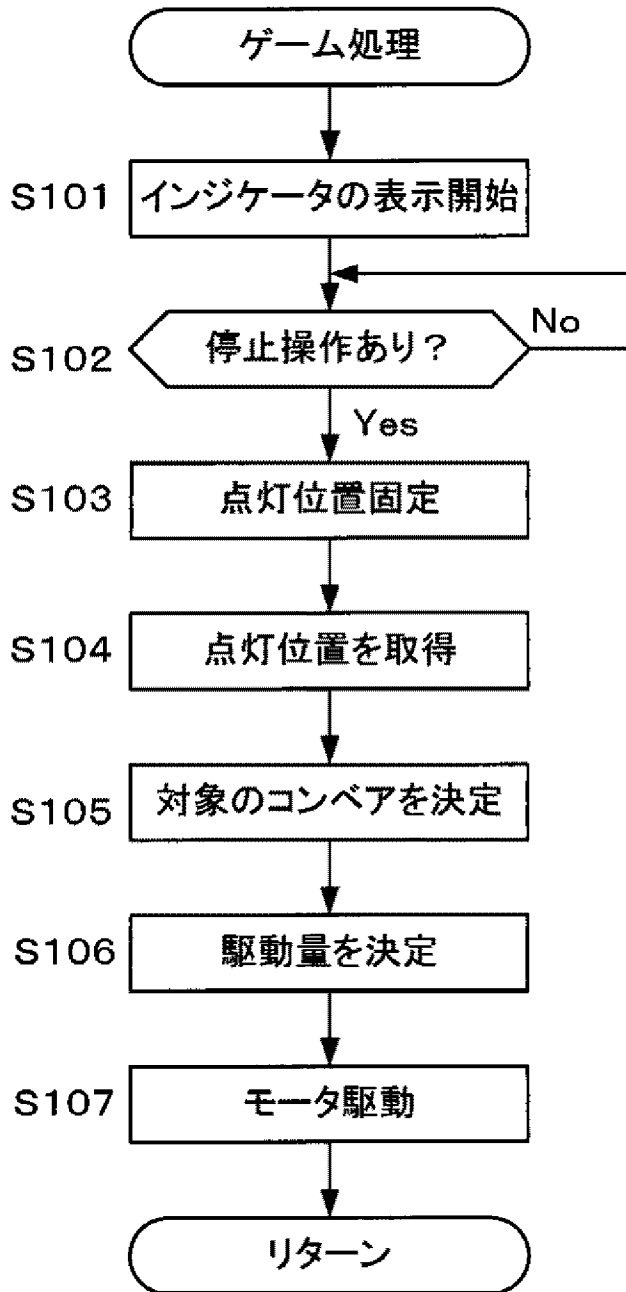 ゲーム処理
S101 インジケータの表示開始
S102 停止操作あり？ No
Yes
S103 点灯位置固定
S104 点灯位置を取得
S105 対象のコンベアを決定
S106 駆動量を決定
S107 モータ駆動
リターン